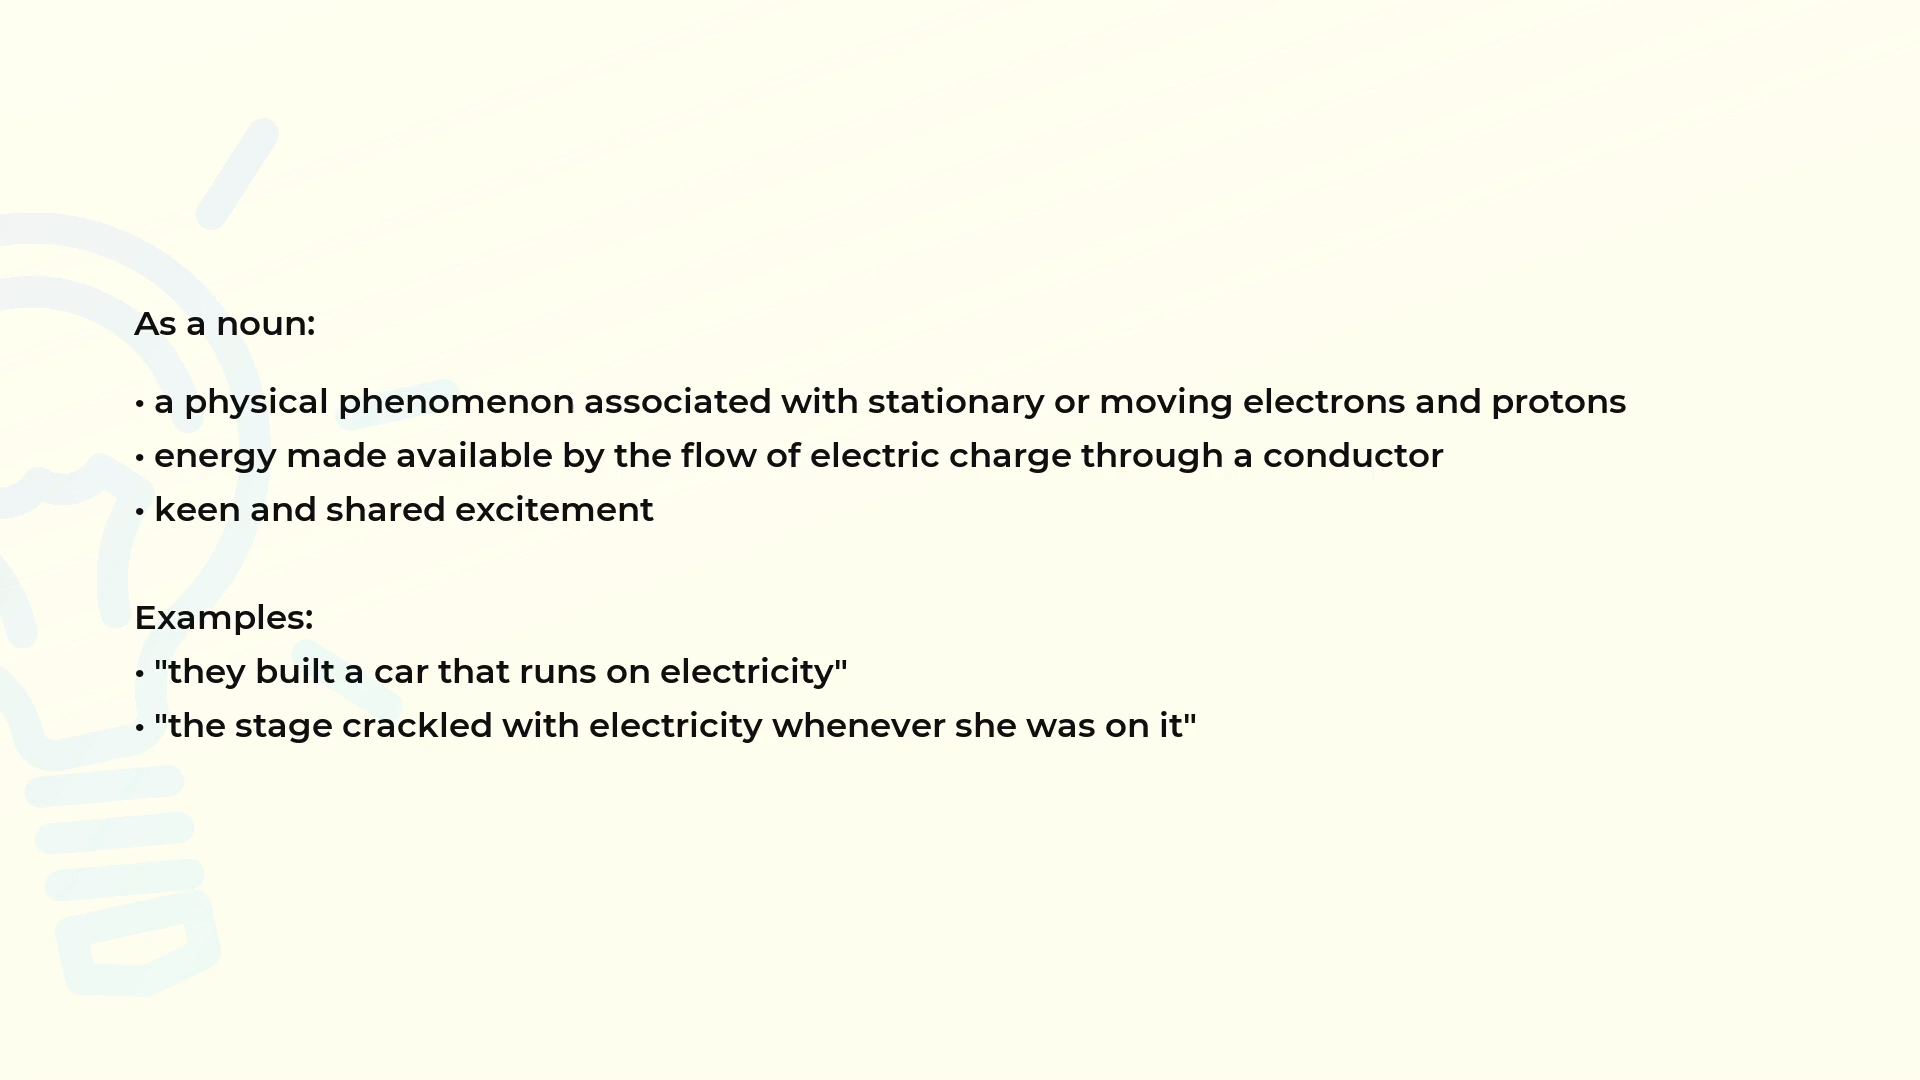 As a noun:
• a physical phenomenon associated with stationary or moving electrons and protons
• energy made available by the flow of electric charge through a conductor
• keen and shared excitement
Examples:
• "they built a car that runs on electricity"
• "the stage crackled with electricity whenever she was on it"